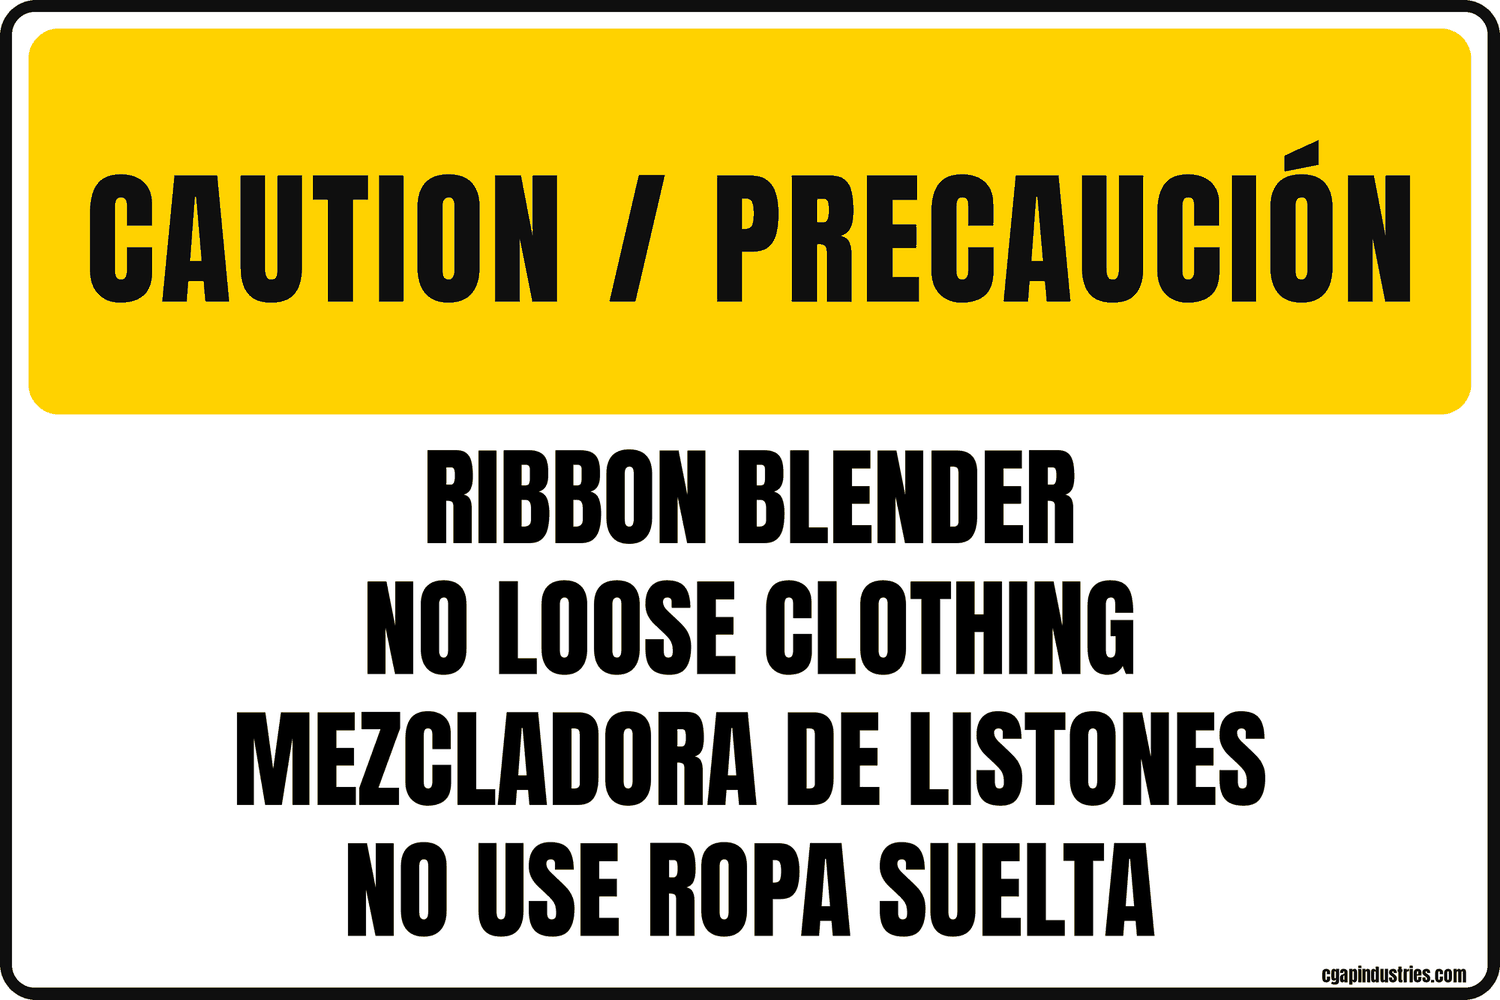 CAUTION / PRECAUCIÓN
RIBBON BLENDER
NO LOOSE CLOTHING
MEZCLADORA DE LISTONES
NO USE ROPA SUELTA
cgapindustries.com